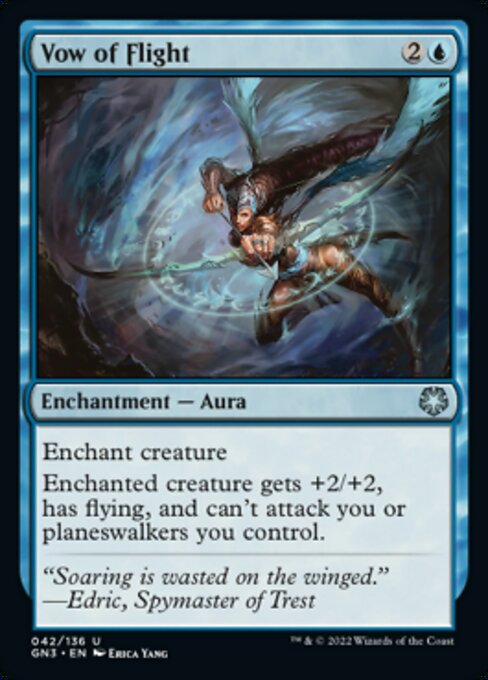 Vow of Flight 2
Enchantment — Aura
Enchant creature
Enchanted creature gets +2/+2,
has flying, and can't attack you or
planeswalkers you control.
“Soaring is wasted on the winged.”
—Edric, Spymaster of Trest
042/136 U
GN3 • EN Erica Yang
™ & © 2022 Wizards of the Coast